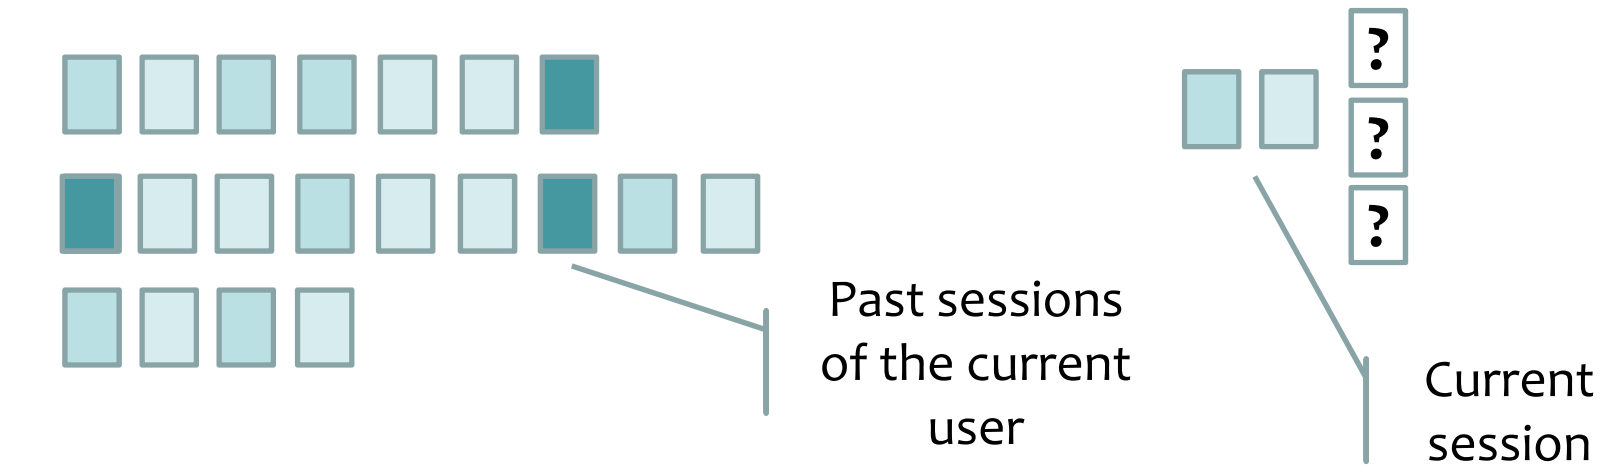 ?
?
?
Past sessions
of the current
user
Current
session